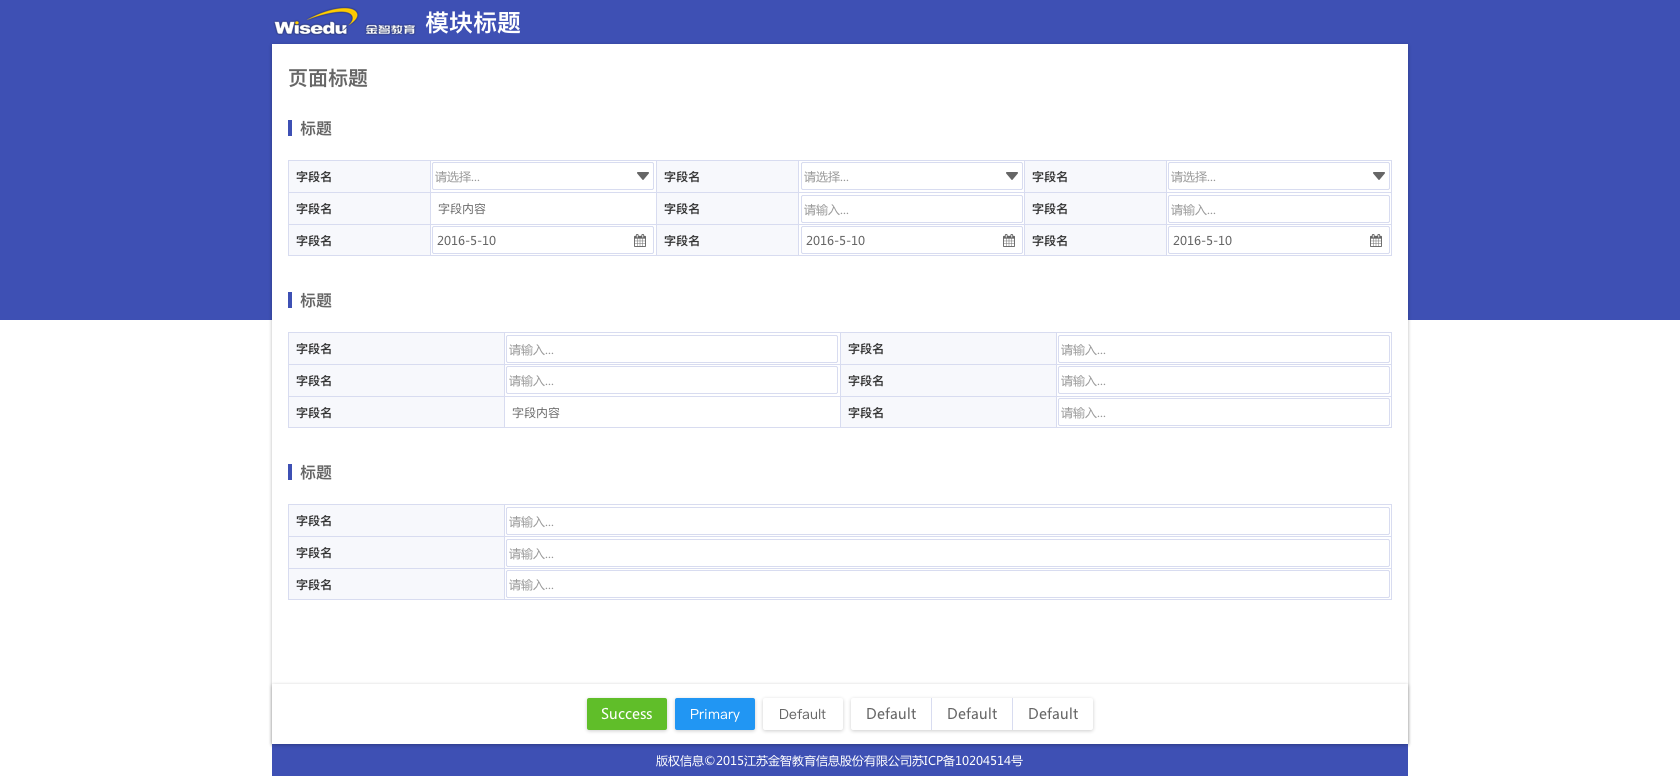 Wisedu 金智教育 模块标题
页面标题
标题
字段名 请选择... 字段名 请选择... 字段名 请选择...
字段名 字段内容 字段名 请输入... 字段名 请输入...
字段名 2016-5-10 字段名 2016-5-10 字段名 2016-5-10
标题
字段名 请输入... 字段名 请输入...
字段名 请输入... 字段名 请输入...
字段名 字段内容 字段名 请输入...
标题
字段名 请输入...
字段名 请输入...
字段名 请输入...
Success Primary Default Default Default Default
版权信息©2015江苏金智教育信息股份有限公司苏ICP备10204514号